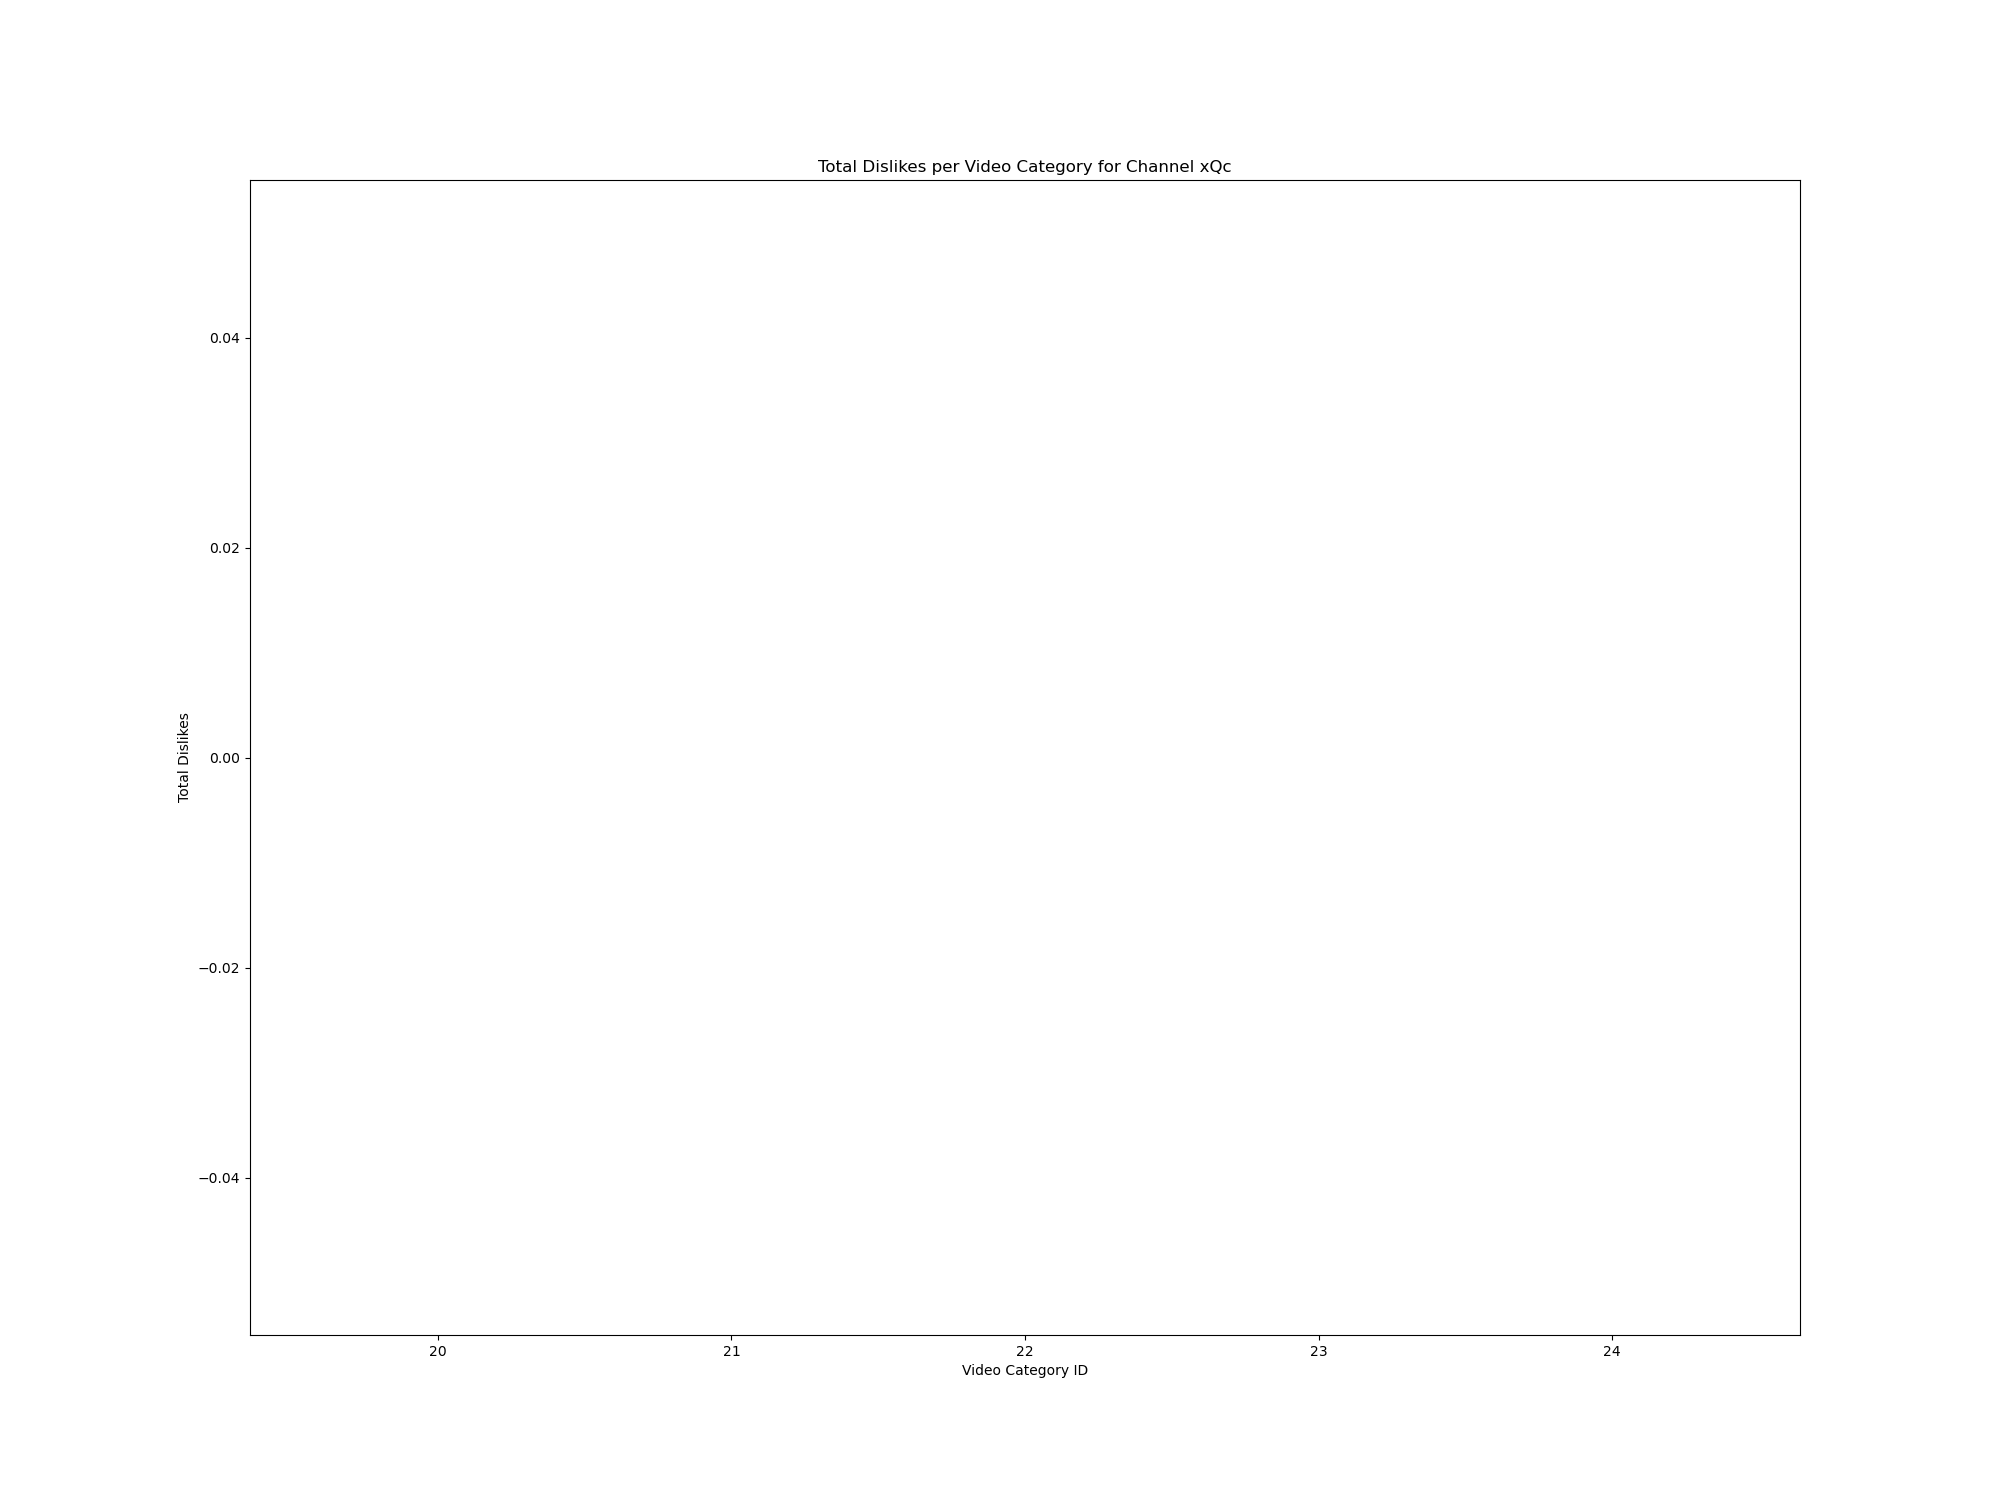 Total Dislikes per Video Category for Channel xQc
0.04
0.02
0.00
−0.02
−0.04
Total Dislikes
20 21 22 23 24
Video Category ID